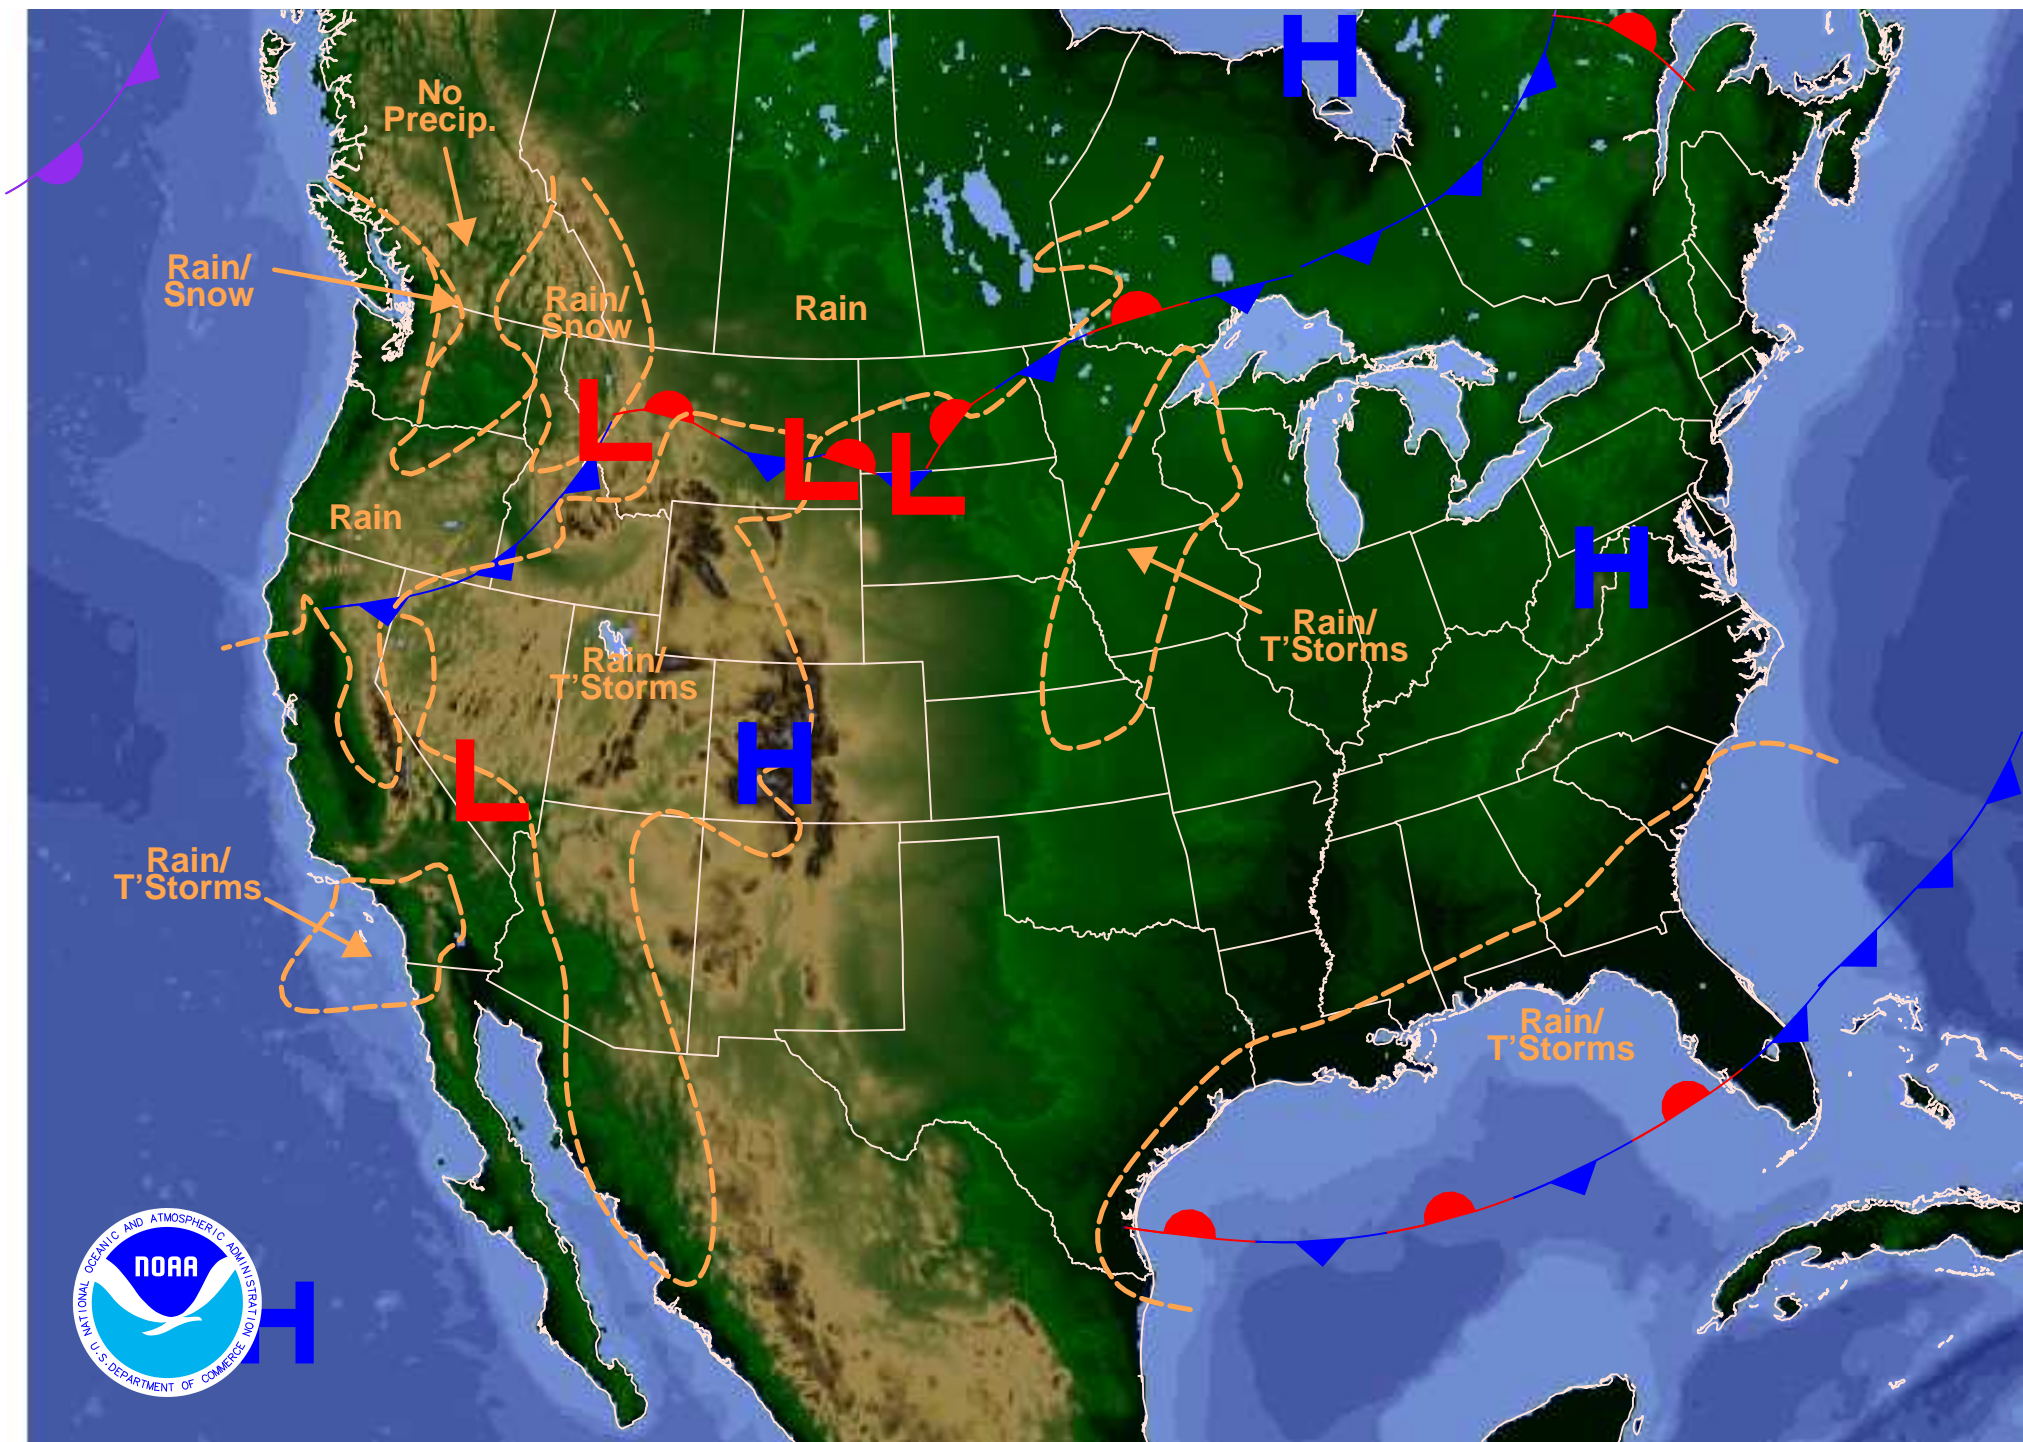 H
No
Precip.
Rain/
Snow
Rain/
Snow
Rain
L
L
L
Rain
H
Rain/
T'Storms
Rain/
T'Storms
L
H
Rain/
T'Storms
Rain/
T'Storms
NATIONAL OCEANIC AND ATMOSPHERIC ADMINISTRATION
NOAA
U.S. DEPARTMENT OF COMMERCE
H